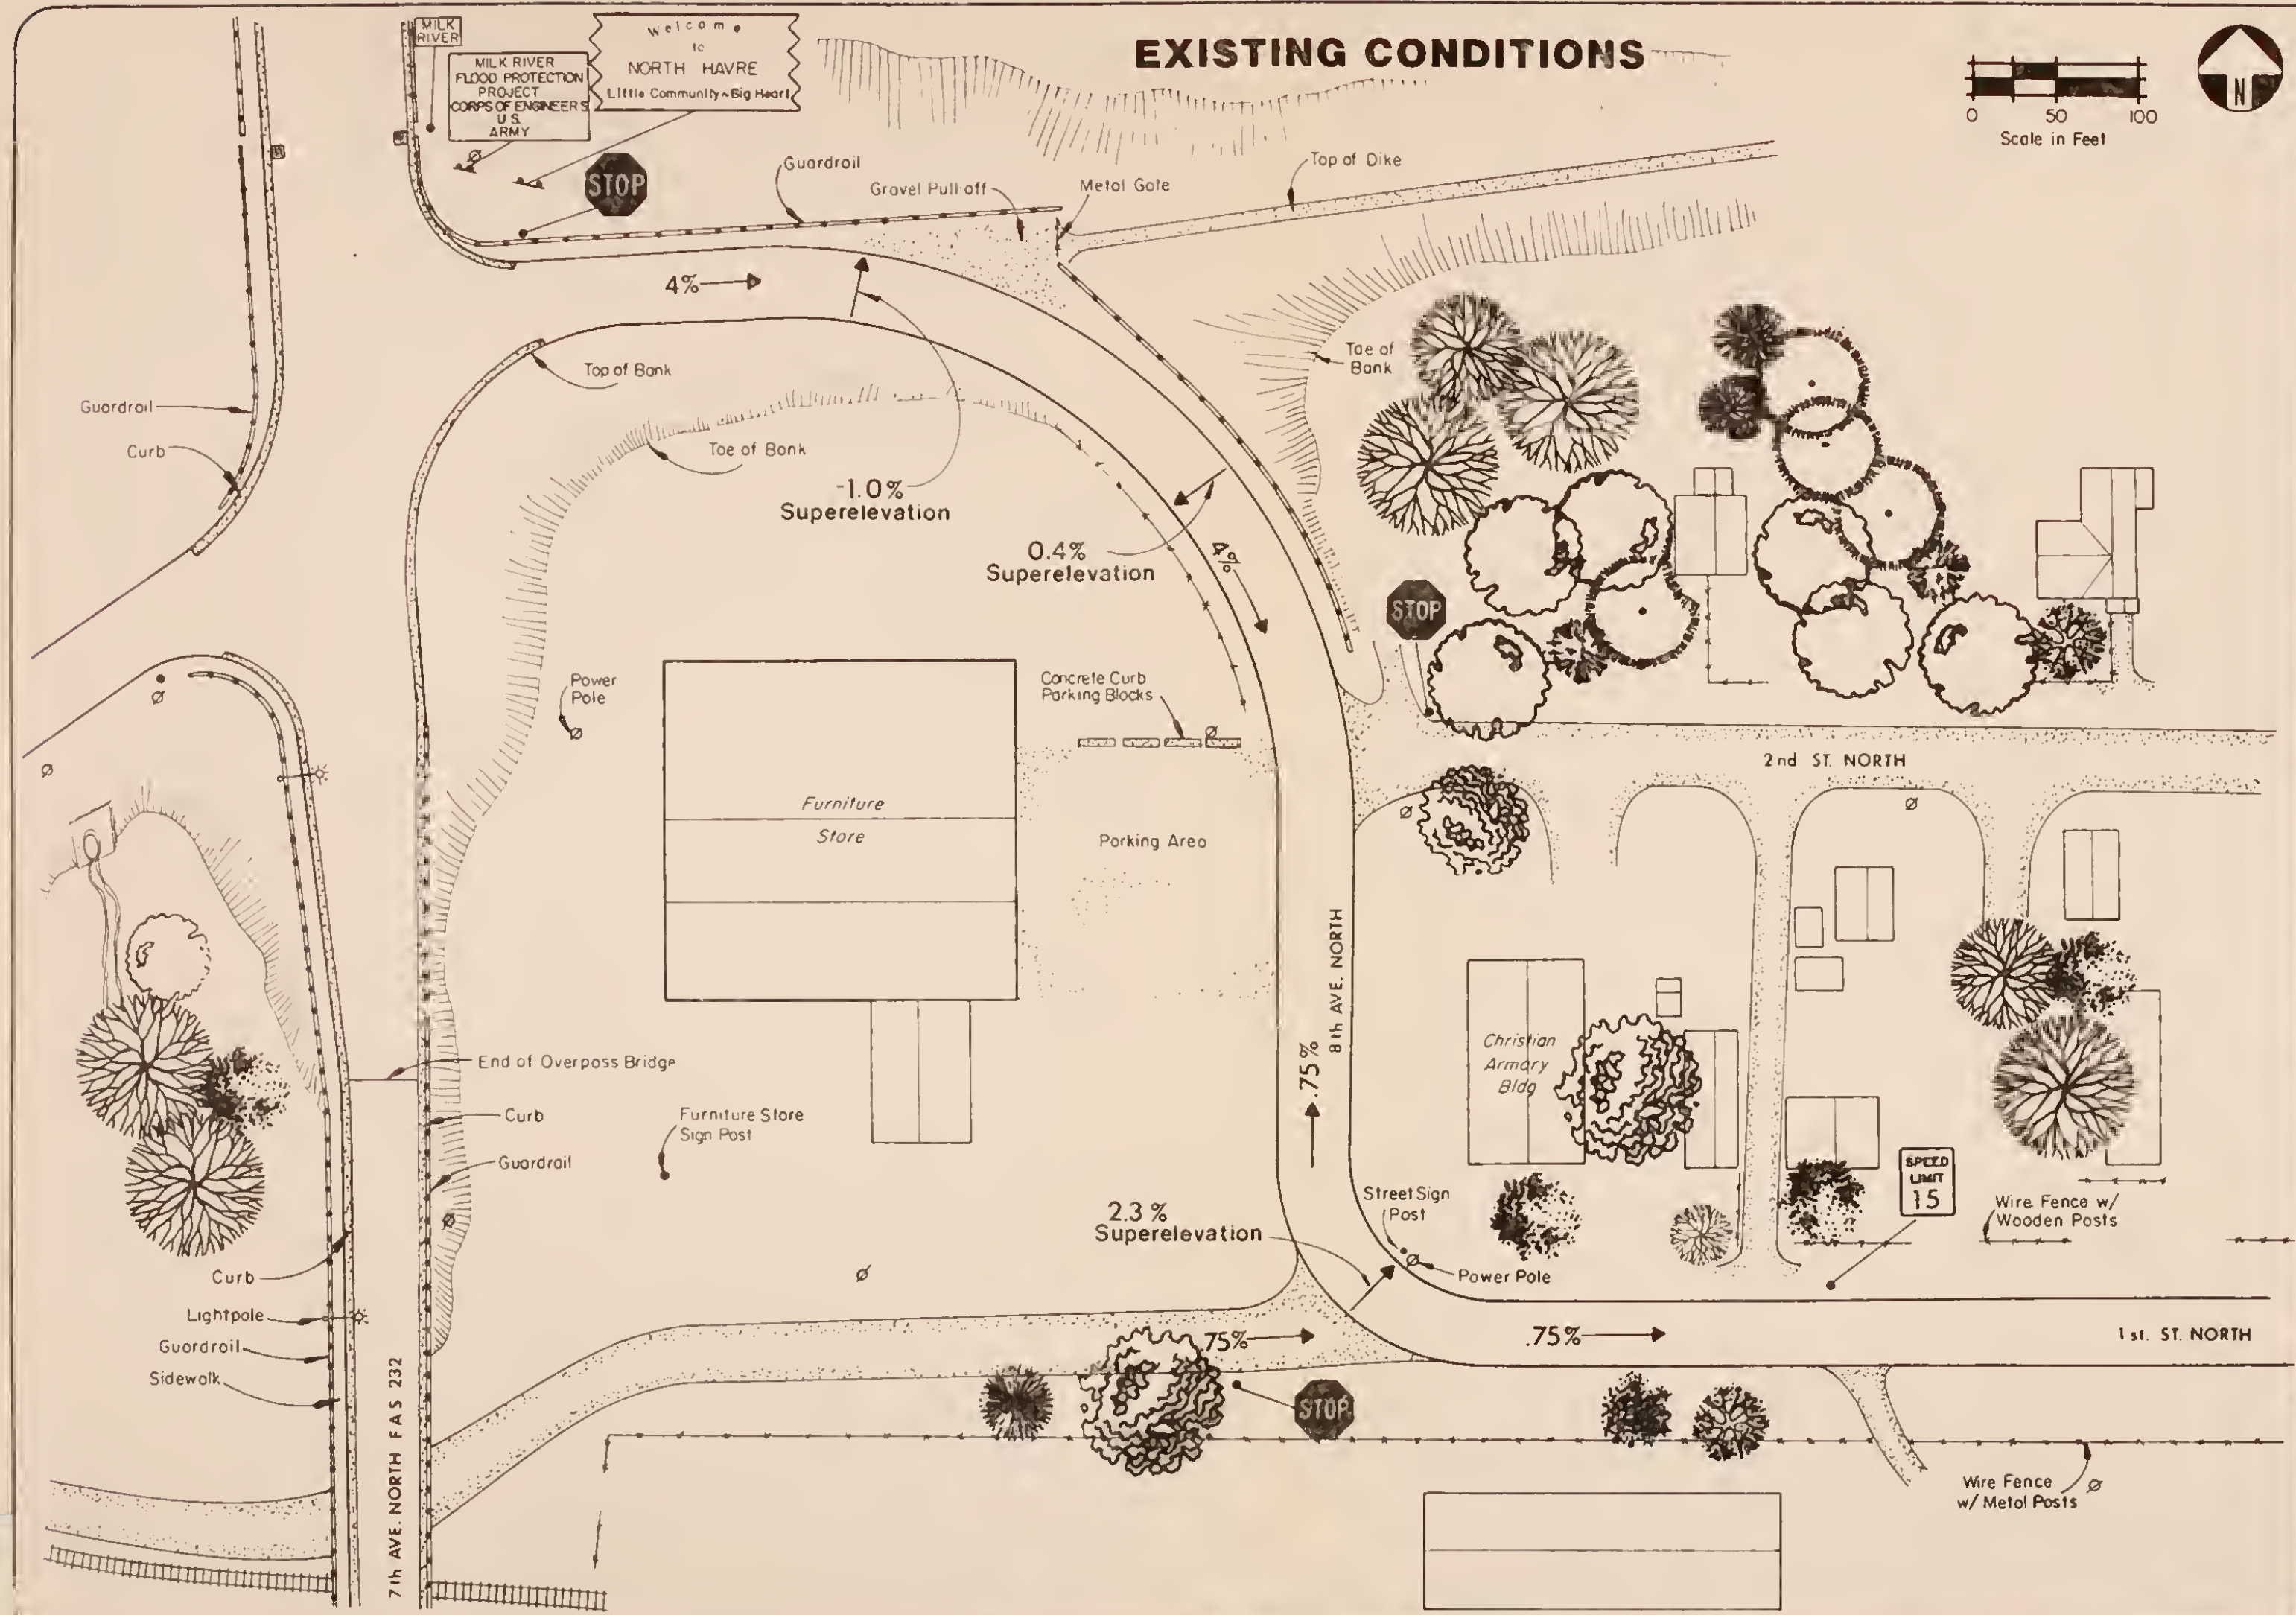 EXISTING CONDITIONS
MILK
RIVER
MILK RIVER
FLOOD PROTECTION
PROJECT
CORPS OF ENGINEERS
U.S.
ARMY
Welcome
to
NORTH HAVRE
Little Community~Big Heart
N
0 50 100
Scale in Feet
STOP
Guardrail
Gravel Pull-off
Metal Gate
Top of Dike
4%
Top of Bank
Toe of
Bank
Guardrail
Curb
Toe of Bank
-1.0%
Superelevation
0.4%
Superelevation
4%
STOP
Power
Pole
Concrete Curb
Parking Blocks
2nd ST. NORTH
Furniture
Store
Parking Area
8th AVE. NORTH
.75%
Christian
Armory
Bldg
End of Overpass Bridge
Curb
Furniture Store
Sign Post
Guardrail
SPEED
LIMIT
15
Street Sign
Post
Wire Fence w/
Wooden Posts
2.3%
Superelevation
Power Pole
Curb
Lightpole
Guardrail
Sidewalk
.75%
.75%
1st. ST. NORTH
STOP
7th AVE. NORTH FAS 232
Wire Fence
w/ Metal Posts